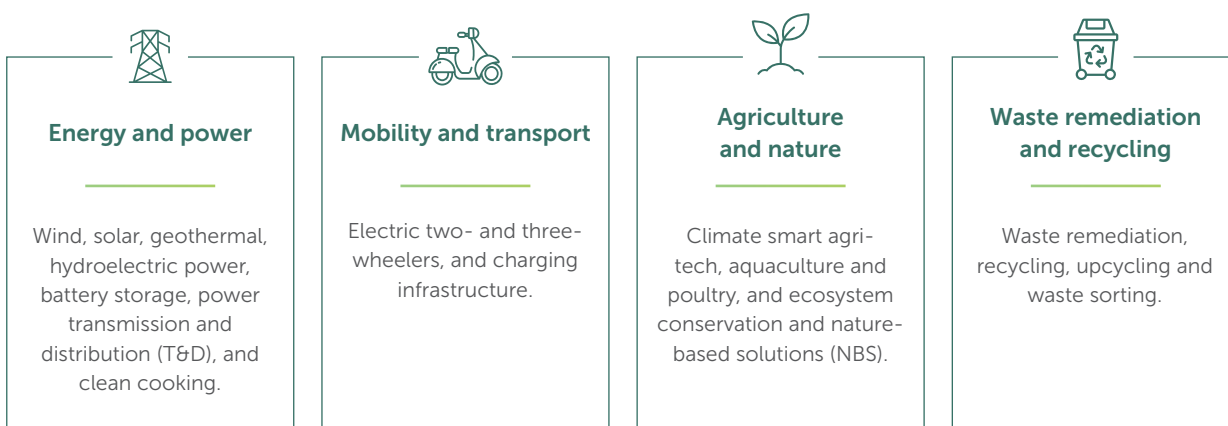 Energy and power
Wind, solar, geothermal,
hydroelectric power,
battery storage, power
transmission and
distribution (T&D), and
clean cooking.
Mobility and transport
Electric two- and three-
wheelers, and charging
infrastructure.
Agriculture
and nature
Climate smart agri-
tech, aquaculture and
poultry, and ecosystem
conservation and nature-
based solutions (NBS).
Waste remediation
and recycling
Waste remediation,
recycling, upcycling and
waste sorting.